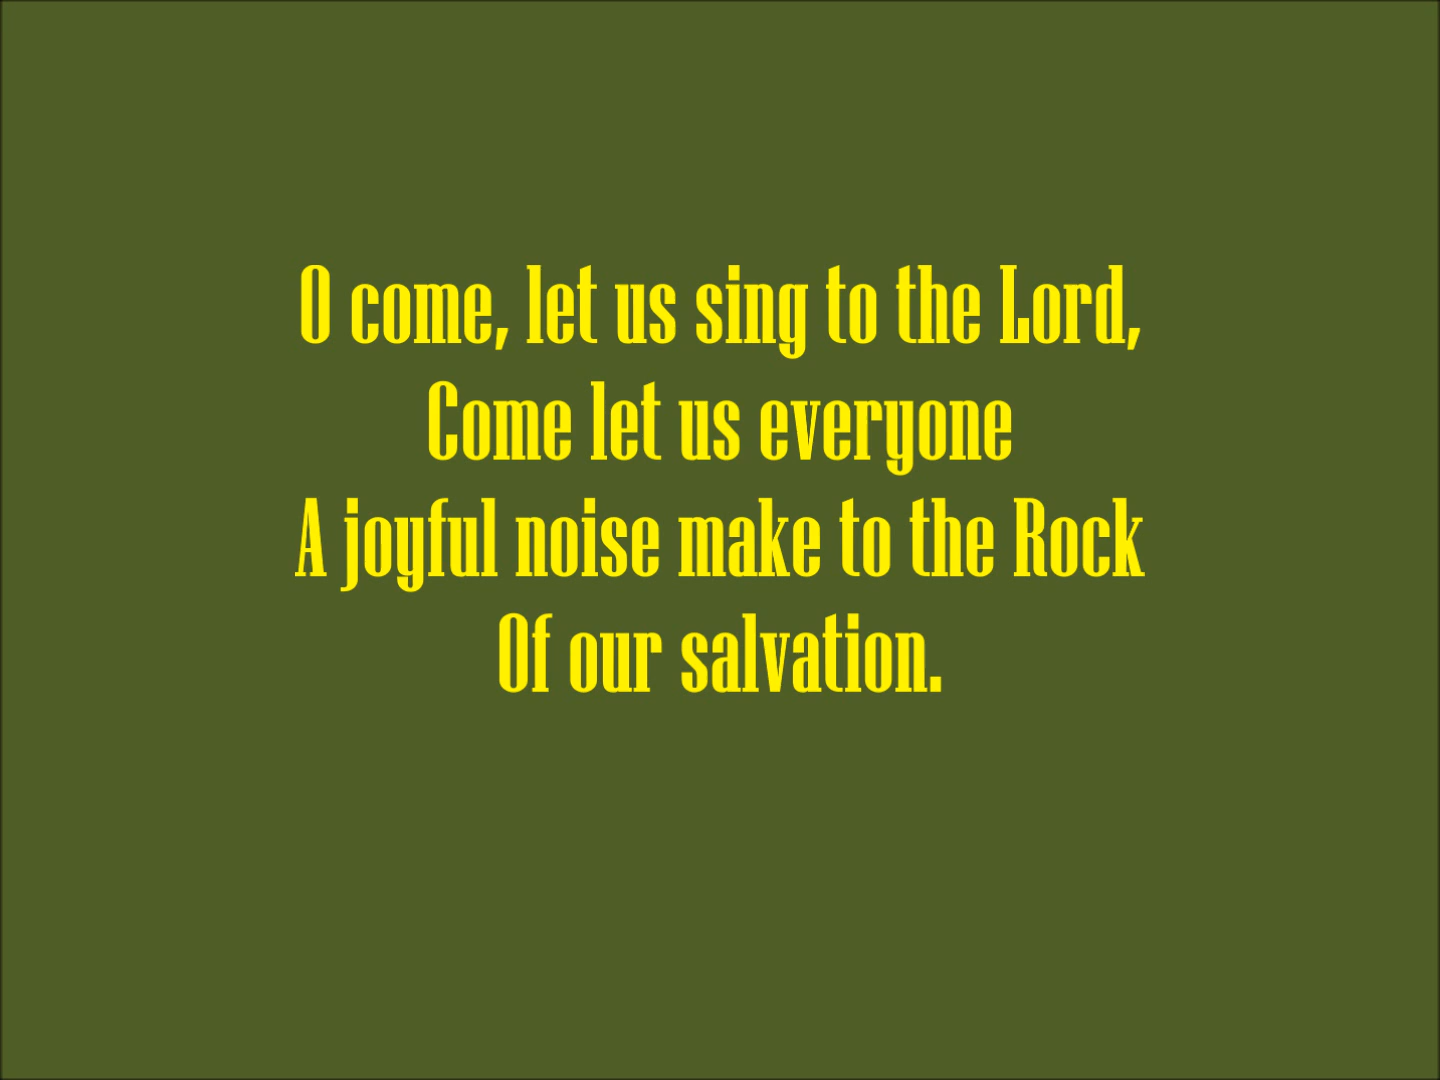 O come, let us sing to the Lord,
Come let us everyone
A joyful noise make to the Rock
Of our salvation.